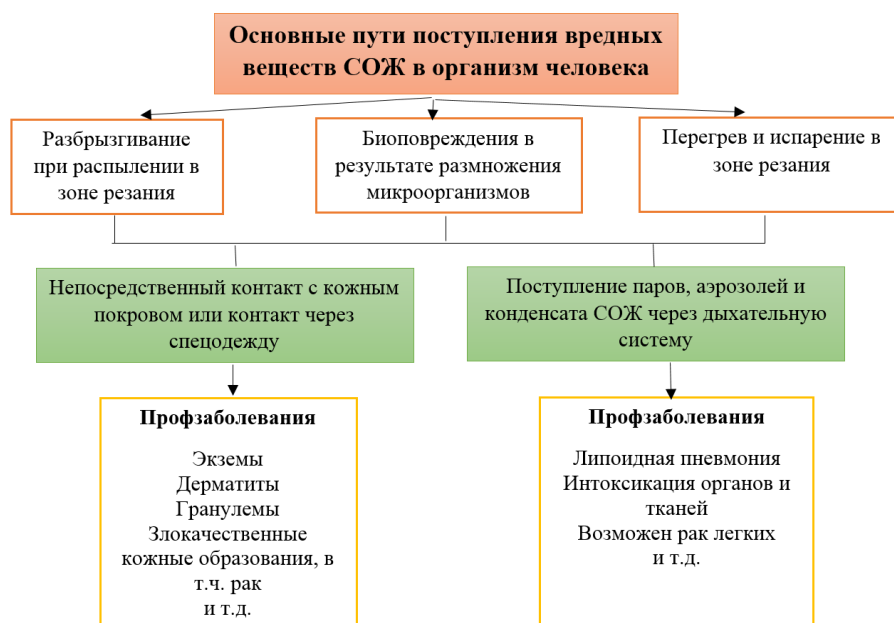 Основные пути поступления вредных
веществ СОЖ в организм человека
Разбрызгивание
при распылении в
зоне резания
Биоповреждения в
результате размножения
микроорганизмов
Перегрев и испарение в
зоне резания
Непосредственный контакт с кожным
покровом или контакт через
спецодежду
Поступление паров, аэрозолей и
конденсата СОЖ через дыхательную
систему
Профзаболевания
Экземы
Дерматиты
Гранулемы
Злокачественные
кожные образования, в
т.ч. рак
и т.д.
Профзаболевания
Липоидная пневмония
Интоксикация органов и
тканей
Возможен рак легких
и т.д.